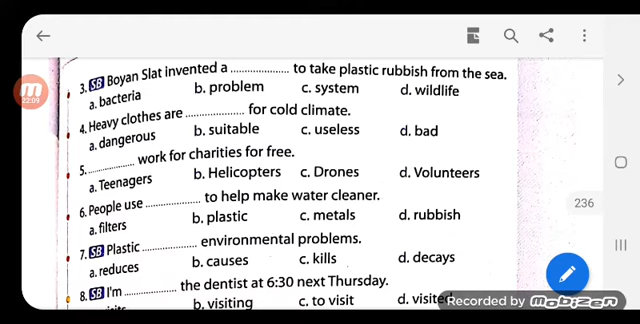 3. SB Boyan Slat invented a ................ to take plastic rubbish from the sea.
a. bacteria b. problem c. system d. wildlife
4. Heavy clothes are ................ for cold climate.
a. dangerous b. suitable c. useless d. bad
5. ............. work for charities for free.
a. Teenagers b. Helicopters c. Drones d. Volunteers
6. People use ............... to help make water cleaner.
a. filters b. plastic c. metals d. rubbish
7. SB Plastic ............... environmental problems.
a. reduces b. causes c. kills d. decays
8. SB I'm .............. the dentist at 6:30 next Thursday.
b. visiting c. to visit d. visited
22:09
236
Recorded by Mobizen